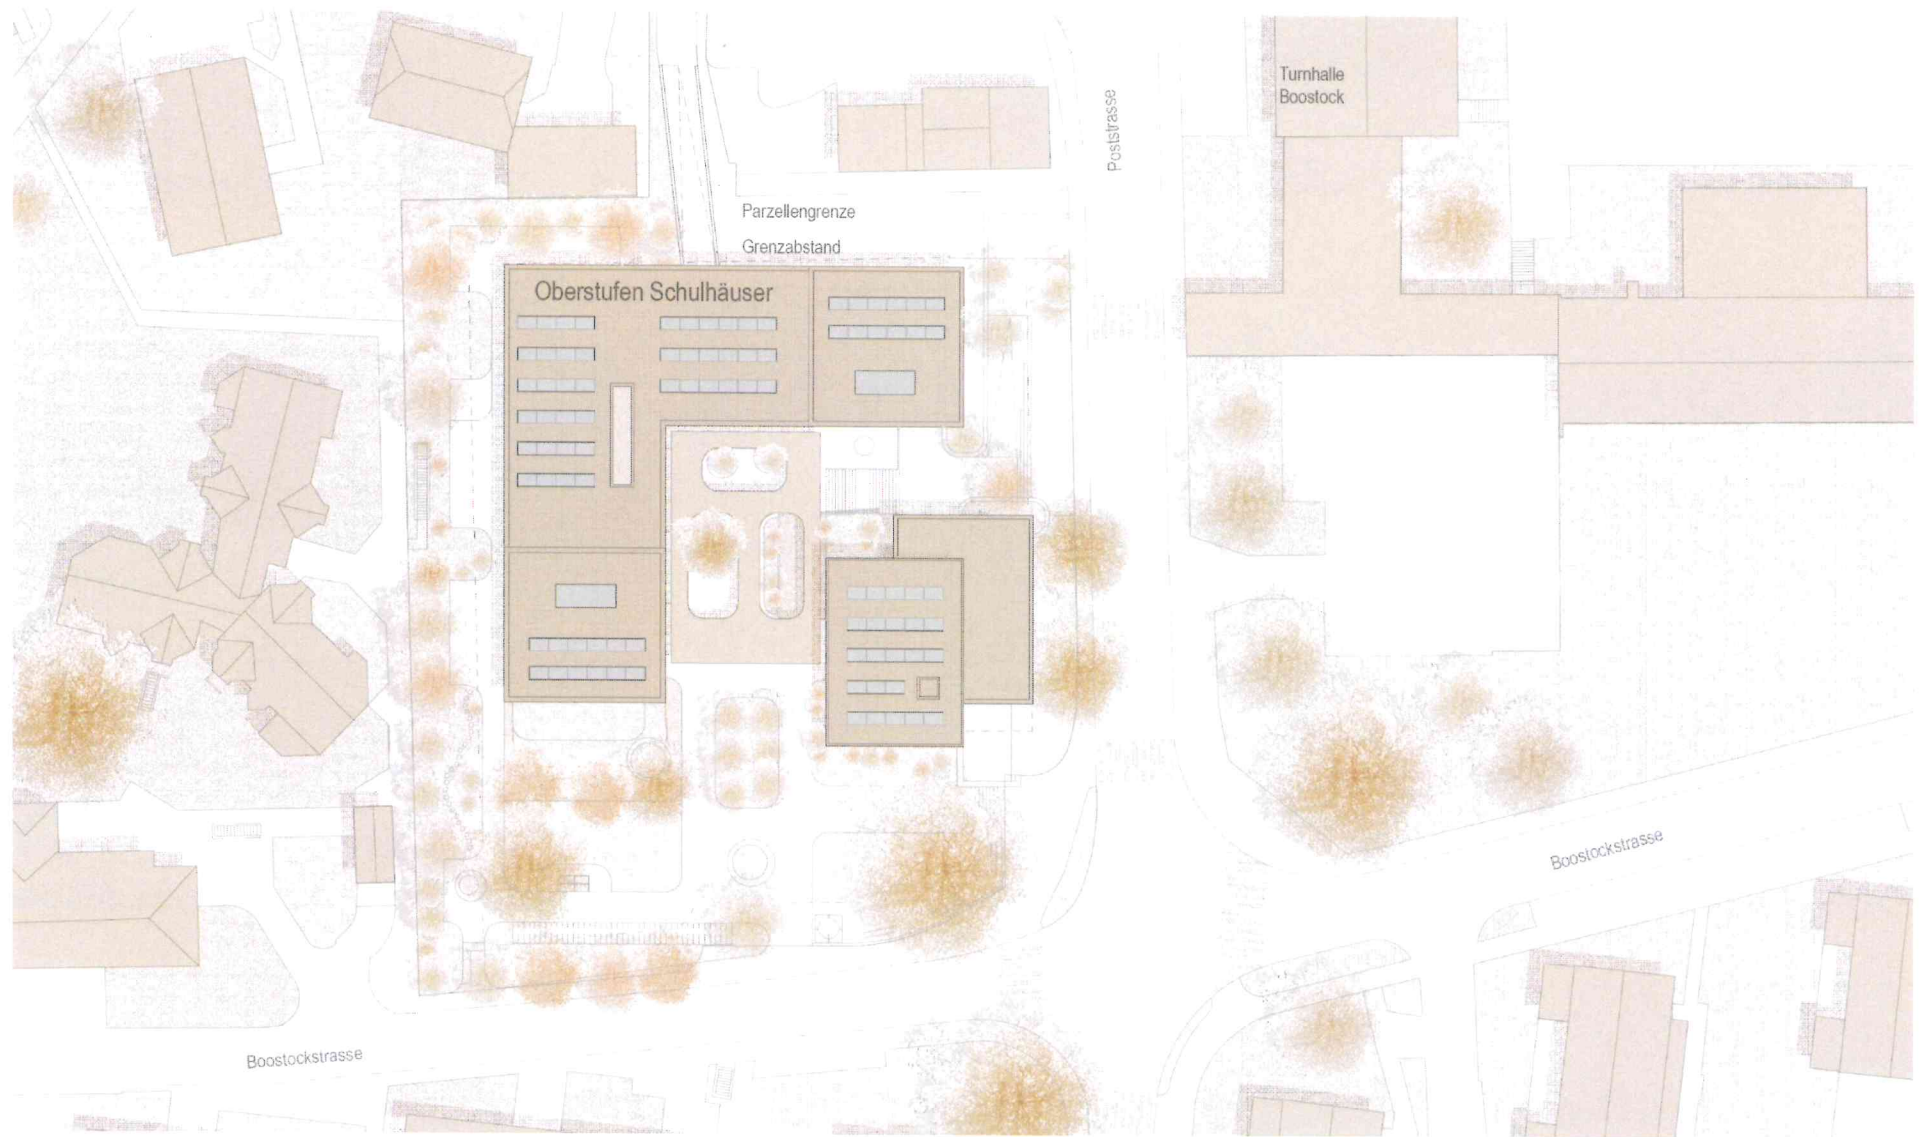 Turnhalle
Boostock
Poststrasse
Parzellengrenze
Grenzabstand
Oberstufen Schulhäuser
Boostockstrasse
Boostockstrasse